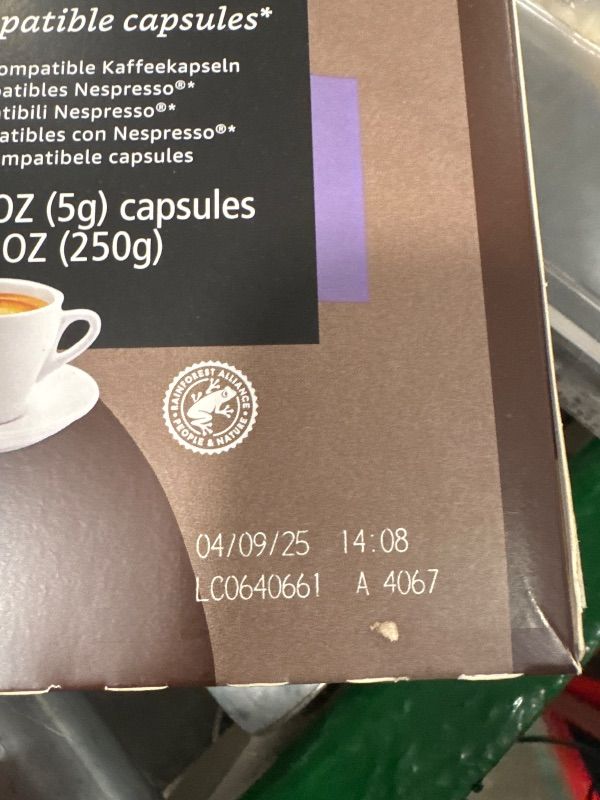 patible capsules*
ompatible Kaffeekapseln
patibles Nespresso®*
tibili Nespresso®*
atibles con Nespresso®*
mpatibele capsules
OZ (5g) capsules
OZ (250g)
RAINFOREST ALLIANCE
PEOPLE & NATURE
04/09/25 14:08
LC0640661 A 4067